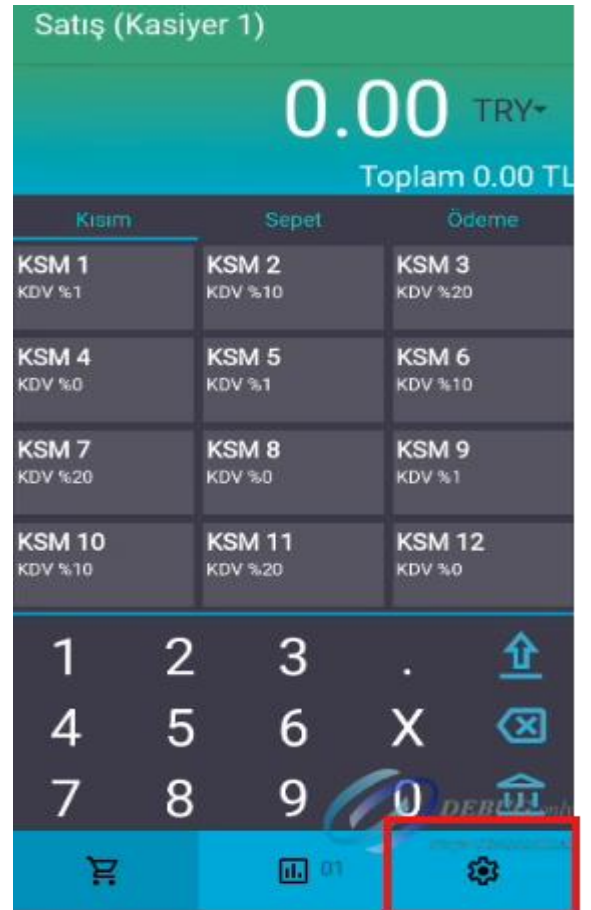 Satış (Kasiyer 1)
0.00 TRY
Toplam 0.00 TL
Kısım Sepet Ödeme
KSM 1 KSM 2 KSM 3
KDV %1 KDV %10 KDV %20
KSM 4 KSM 5 KSM 6
KDV %0 KDV %1 KDV %10
KSM 7 KSM 8 KSM 9
KDV %20 KDV %0 KDV %1
KSM 10 KSM 11 KSM 12
KDV %10 KDV %20 KDV %0
1 2 3 .
4 5 6 X
7 8 9 0
01